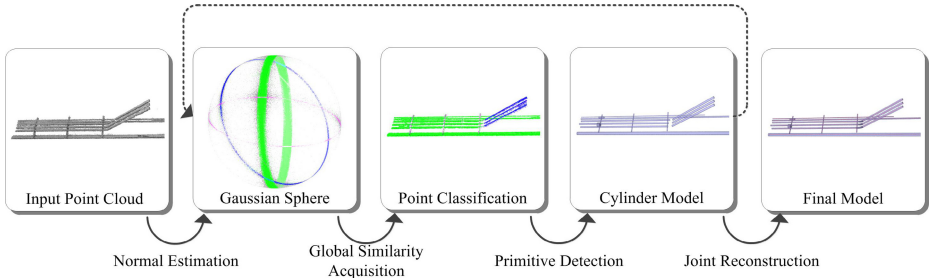 Input Point Cloud
Gaussian Sphere
Point Classification
Cylinder Model
Final Model
Normal Estimation
Global Similarity
Acquisition
Primitive Detection
Joint Reconstruction